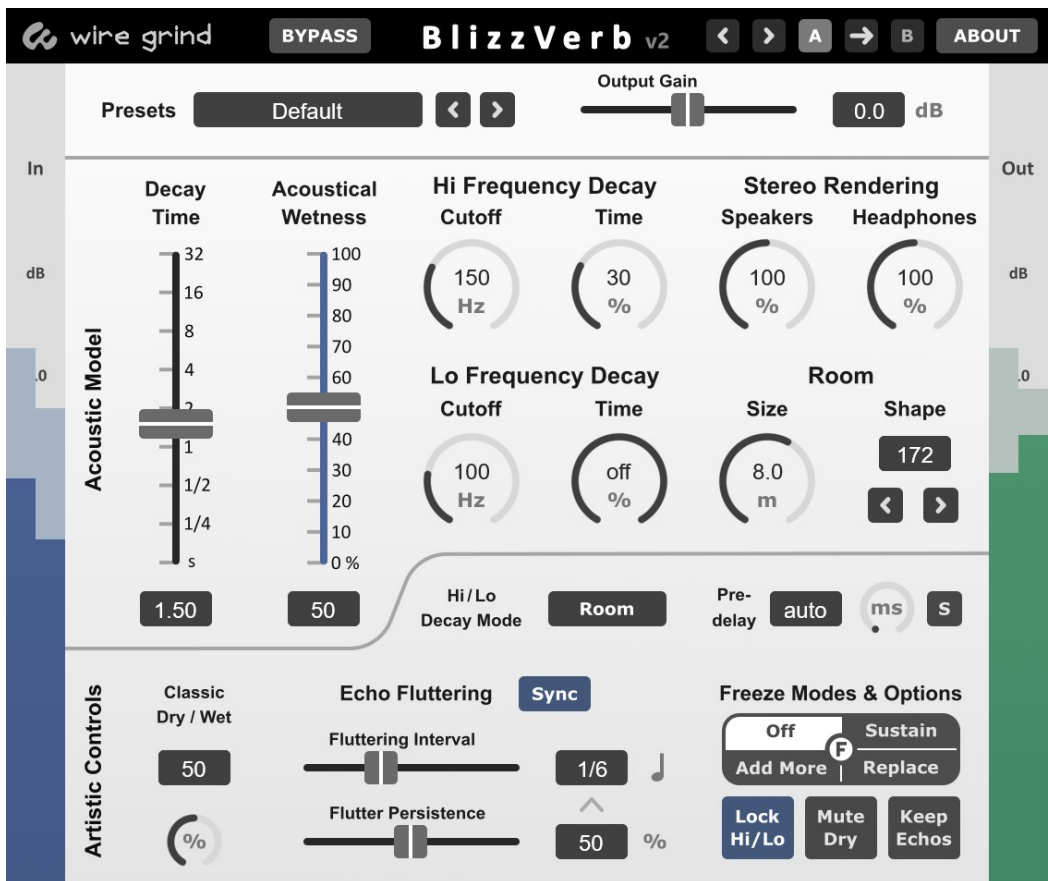 wire grind
BYPASS
BlizzVerb v2
A
B
ABOUT
Presets
Default
Output Gain
0.0 dB
In
dB
Out
dB
Acoustic Model
Decay
Time
32
16
8
4
2
1
1/2
1/4
s
1.50
Acoustical
Wetness
100
90
80
70
60
40
30
20
10
0 %
50
Hi Frequency Decay
Cutoff
150
Hz
Time
30
%
Stereo Rendering
Speakers
100
%
Headphones
100
%
Lo Frequency Decay
Cutoff
100
Hz
Time
off
%
Room
Size
8.0
m
Shape
172
Hi / Lo
Decay Mode
Room
Pre-
delay
auto
ms
S
Artistic Controls
Classic
Dry / Wet
50
%
Echo Fluttering
Sync
Fluttering Interval
1/6
Flutter Persistence
50 %
Freeze Modes & Options
Off
Sustain
F
Add More
Replace
Lock
Hi/Lo
Mute
Dry
Keep
Echos